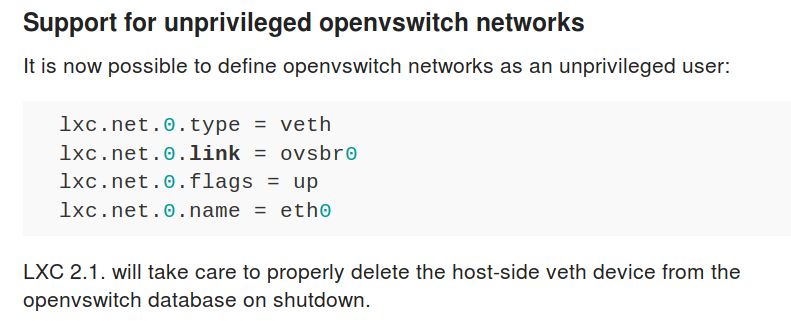 Support for unprivileged openvswitch networks
It is now possible to define openvswitch networks as an unprivileged user:
lxc.net.0.type = veth
lxc.net.0.link = ovsbr0
lxc.net.0.flags = up
lxc.net.0.name = eth0
LXC 2.1. will take care to properly delete the host-side veth device from the
openvswitch database on shutdown.